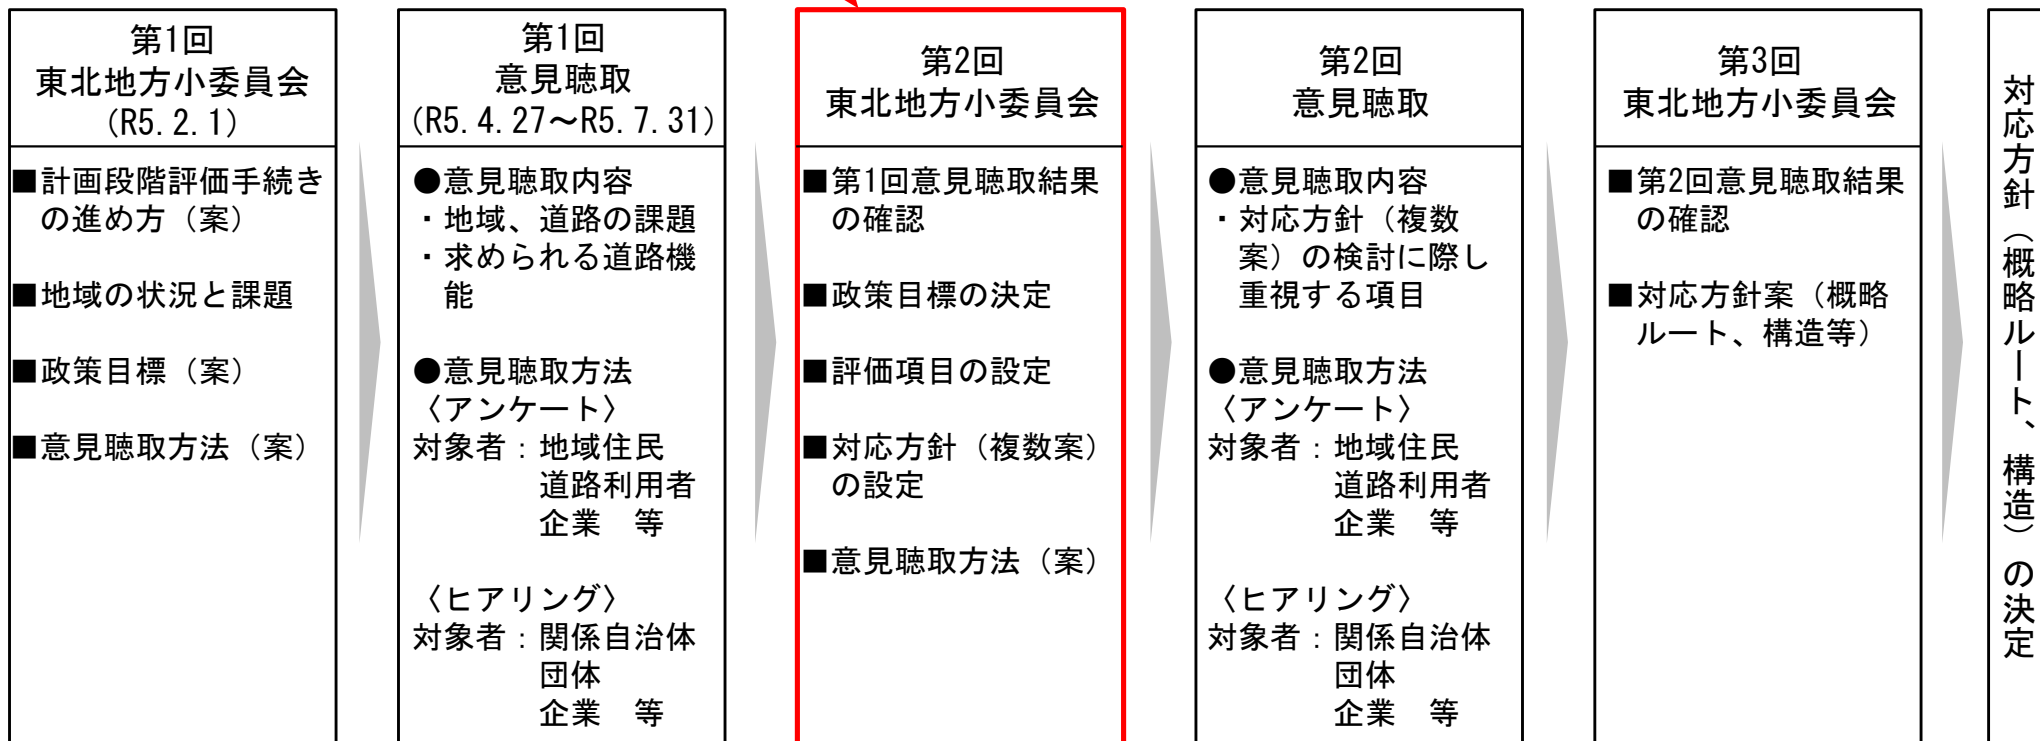 第1回
東北地方小委員会
(R5.2.1)
■計画段階評価手続き
の進め方（案）
■地域の状況と課題
■政策目標（案）
■意見聴取方法（案）
第1回
意見聴取
(R5.4.27～R5.7.31)
●意見聴取内容
・地域、道路の課題
・求められる道路機
能
●意見聴取方法
〈アンケート〉
対象者：地域住民
道路利用者
企業　等
〈ヒアリング〉
対象者：関係自治体
団体
企業　等
第2回
東北地方小委員会
■第1回意見聴取結果
の確認
■政策目標の決定
■評価項目の設定
■対応方針（複数案）
の設定
■意見聴取方法（案）
第2回
意見聴取
●意見聴取内容
・対応方針（複数
案）の検討に際し
重視する項目
●意見聴取方法
〈アンケート〉
対象者：地域住民
道路利用者
企業　等
〈ヒアリング〉
対象者：関係自治体
団体
企業　等
第3回
東北地方小委員会
■第2回意見聴取結果
の確認
■対応方針案（概略
ルート、構造等）
対応方針（概略ルート、構造）の決定